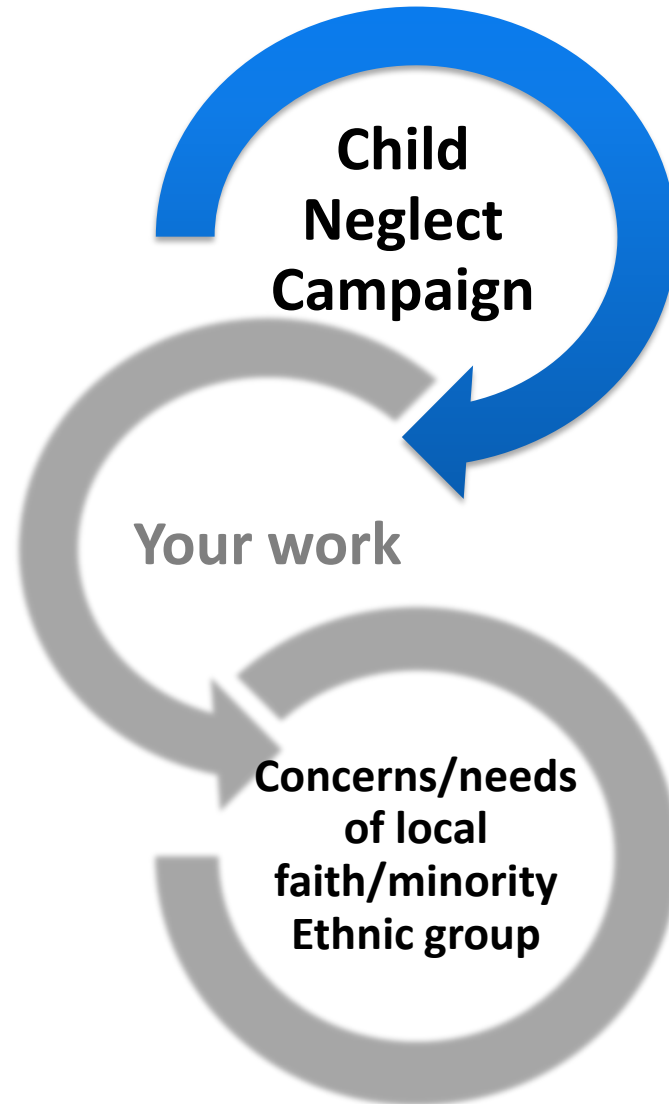 Child
Neglect
Campaign
Your work
Concerns/needs
of local
faith/minority
Ethnic group